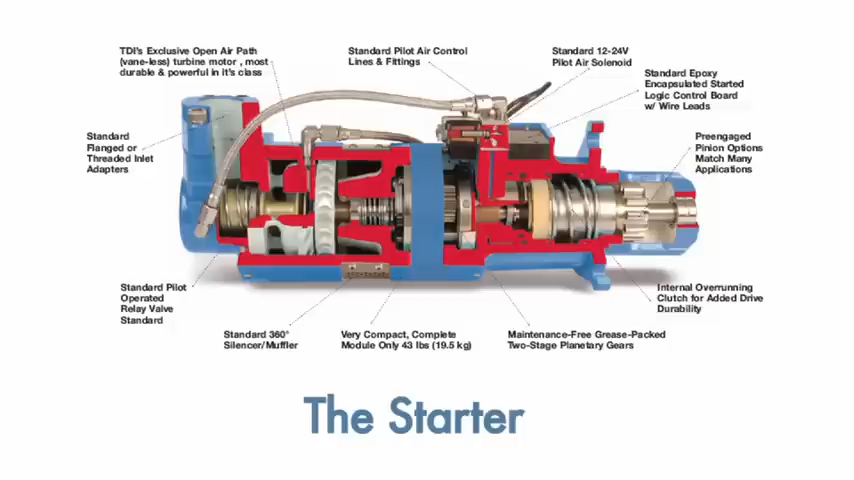 TDI's Exclusive Open Air Path
(vane-less) turbine motor , most
durable & powerful in it's class
Standard Pilot Air Control
Lines & Fittings
Standard 12-24V
Pilot Air Solenoid
Standard Epoxy
Encapsulated Started
Logic Control Board
w/ Wire Leads
Standard
Flanged or
Threaded Inlet
Adapters
Preengaged
Pinion Options
Match Many
Applications
Standard Pilot
Operated
Relay Valve
Standard
Internal Overrunning
Clutch for Added Drive
Durability
Standard 360°
Silencer/Muffler
Very Compact, Complete
Module Only 43 lbs (19.5 kg)
Maintenance-Free Grease-Packed
Two-Stage Planetary Gears
The Starter